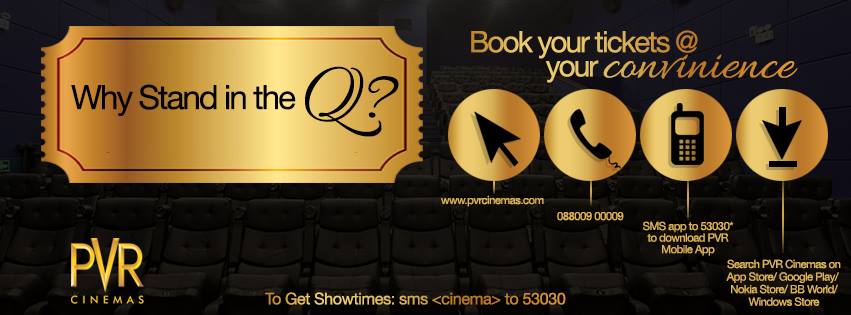 Why Stand in the Q?
Book your tickets @
your convinience
www.pvrcinemas.com
088009 00009
SMS app to 53030*
to download PVR
Mobile App
Search PVR Cinemas on
App Store/ Google Play/
Nokia Store/ BB World/
Windows Store
PVR
CINEMAS
To Get Showtimes: sms <cinema> to 53030